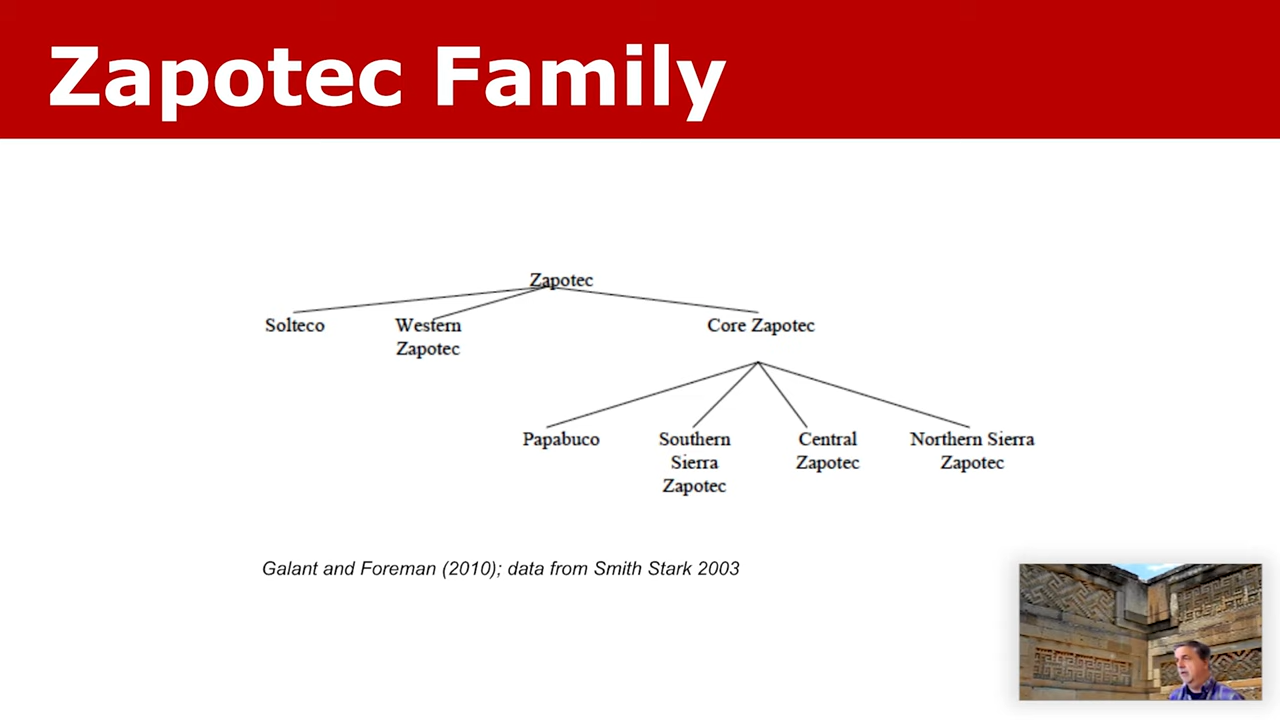 Zapotec Family
Zapotec
Solteco
Western
Zapotec
Core Zapotec
Papabuco
Southern
Sierra
Zapotec
Central
Zapotec
Northern Sierra
Zapotec
Galant and Foreman (2010); data from Smith Stark 2003